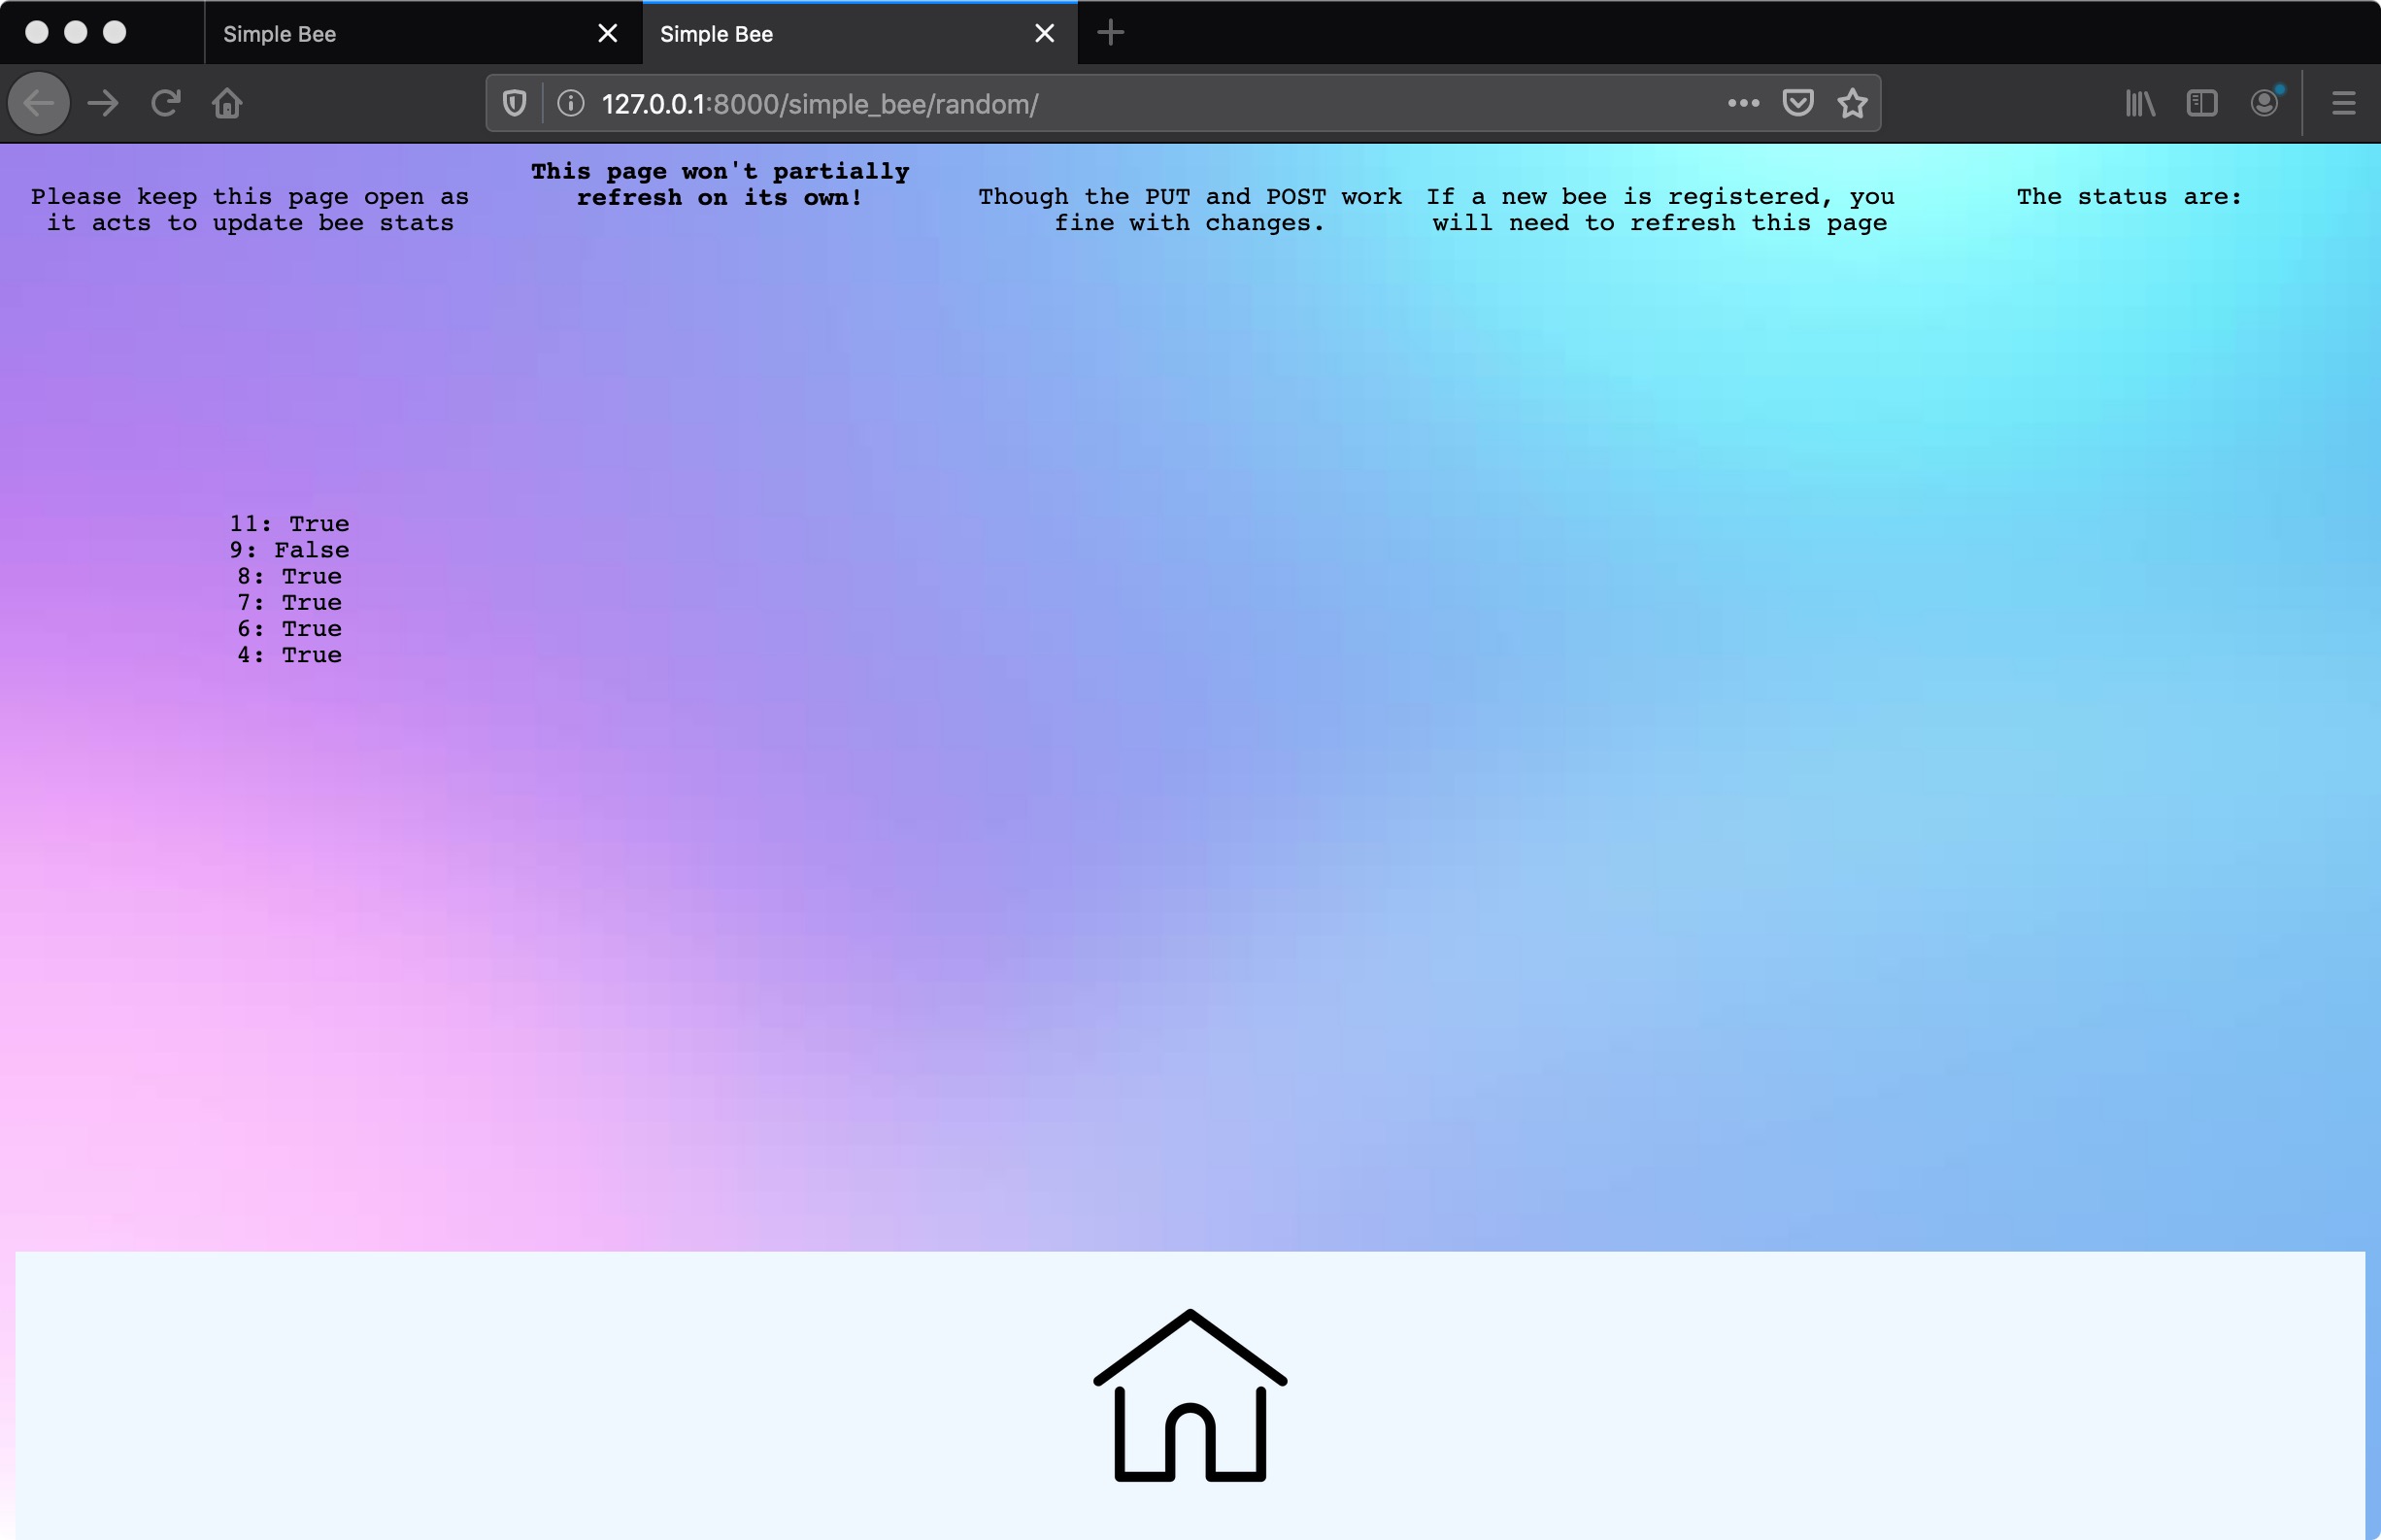 Simple Bee
Simple Bee
127.0.0.1:8000/simple_bee/random/
Please keep this page open as
it acts to update bee stats
This page won't partially
refresh on its own!
Though the PUT and POST work
fine with changes.
If a new bee is registered, you
will need to refresh this page
The status are:
11: True
9: False
8: True
7: True
6: True
4: True